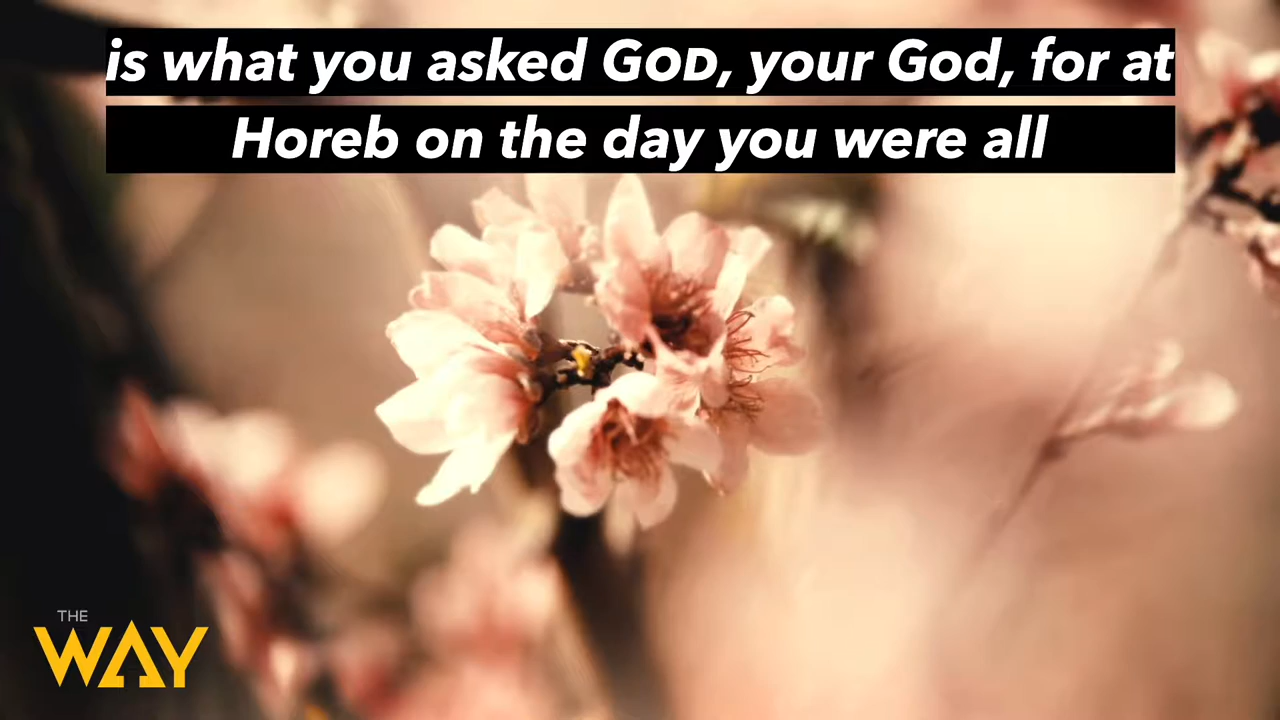 is what you asked GOD, your God, for at
Horeb on the day you were all
THE
WAY